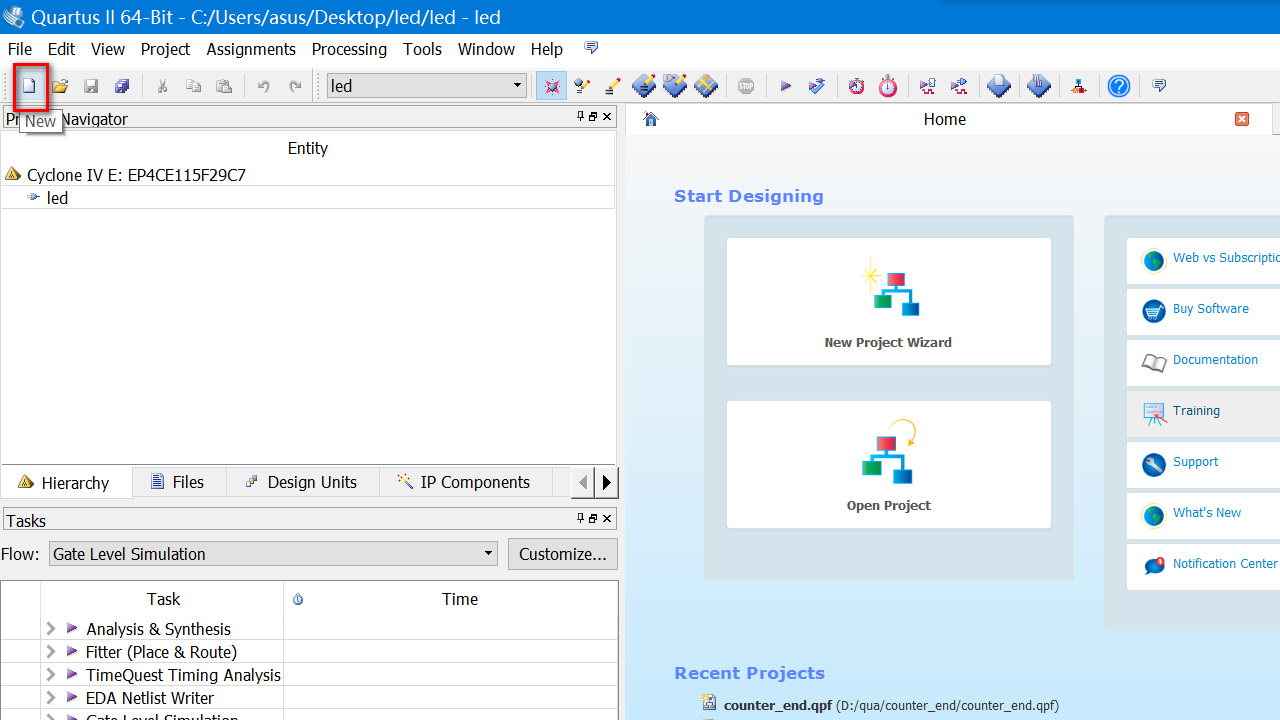 Quartus II 64-Bit - C:/Users/asus/Desktop/led/led - led
File Edit View Project Assignments Processing Tools Window Help
led
STOP
New
Navigator
Home
Entity
Cyclone IV E: EP4CE115F29C7
led
Hierarchy Files Design Units IP Components
Tasks
Flow: Gate Level Simulation Customize...
Task Time
Analysis & Synthesis
Fitter (Place & Route)
TimeQuest Timing Analysis
EDA Netlist Writer
Gate Level Simulation
Start Designing
New Project Wizard
Open Project
Web vs Subscriptio
Buy Software
Documentation
Training
Support
What's New
Notification Center
Recent Projects
counter_end.qpf (D:/qua/counter_end/counter_end.qpf)